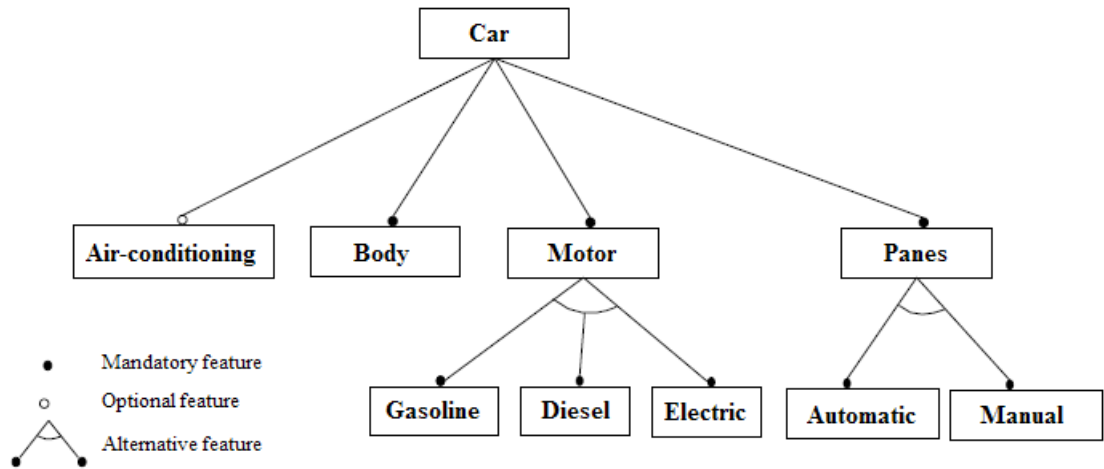 Car
Air-conditioning
Body
Motor
Panes
Gasoline
Diesel
Electric
Automatic
Manual
Mandatory feature
Optional feature
Alternative feature